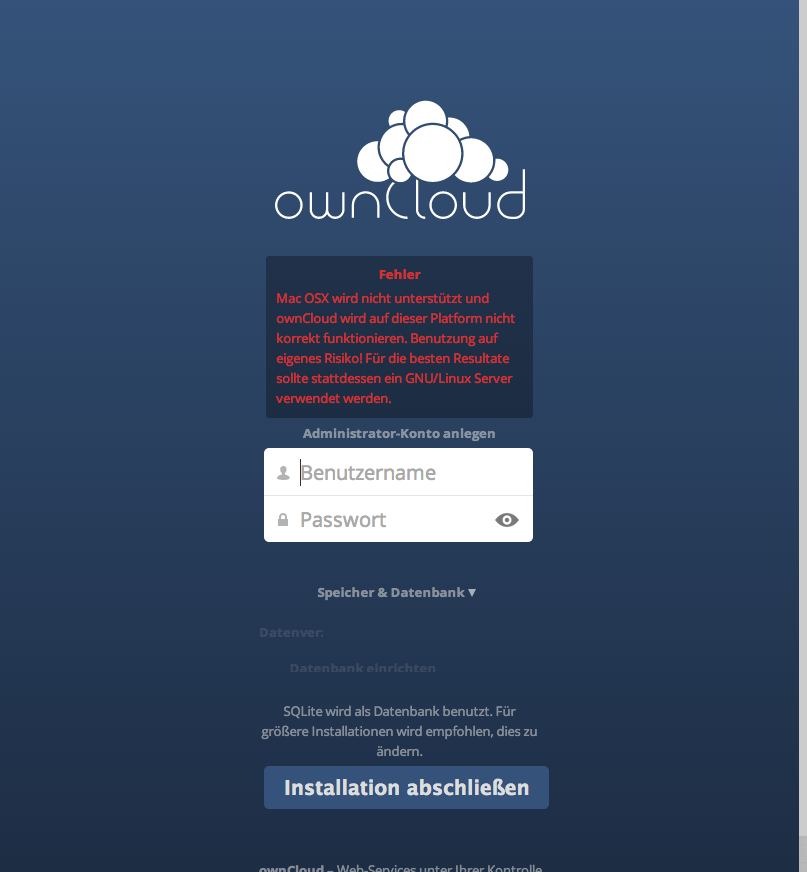 ownCloud
Fehler
Mac OSX wird nicht unterstützt und
ownCloud wird auf dieser Platform nicht
korrekt funktionieren. Benutzung auf
eigenes Risiko! Für die besten Resultate
sollte stattdessen ein GNU/Linux Server
verwendet werden.
Administrator-Konto anlegen
Benutzername
Passwort
Speicher & Datenbank ▼
Datenver:
Datenbank einrichten
SQLite wird als Datenbank benutzt. Für
größere Installationen wird empfohlen, dies zu
ändern.
Installation abschließen
ownCloud – Web-Services unter Ihrer Kontrolle